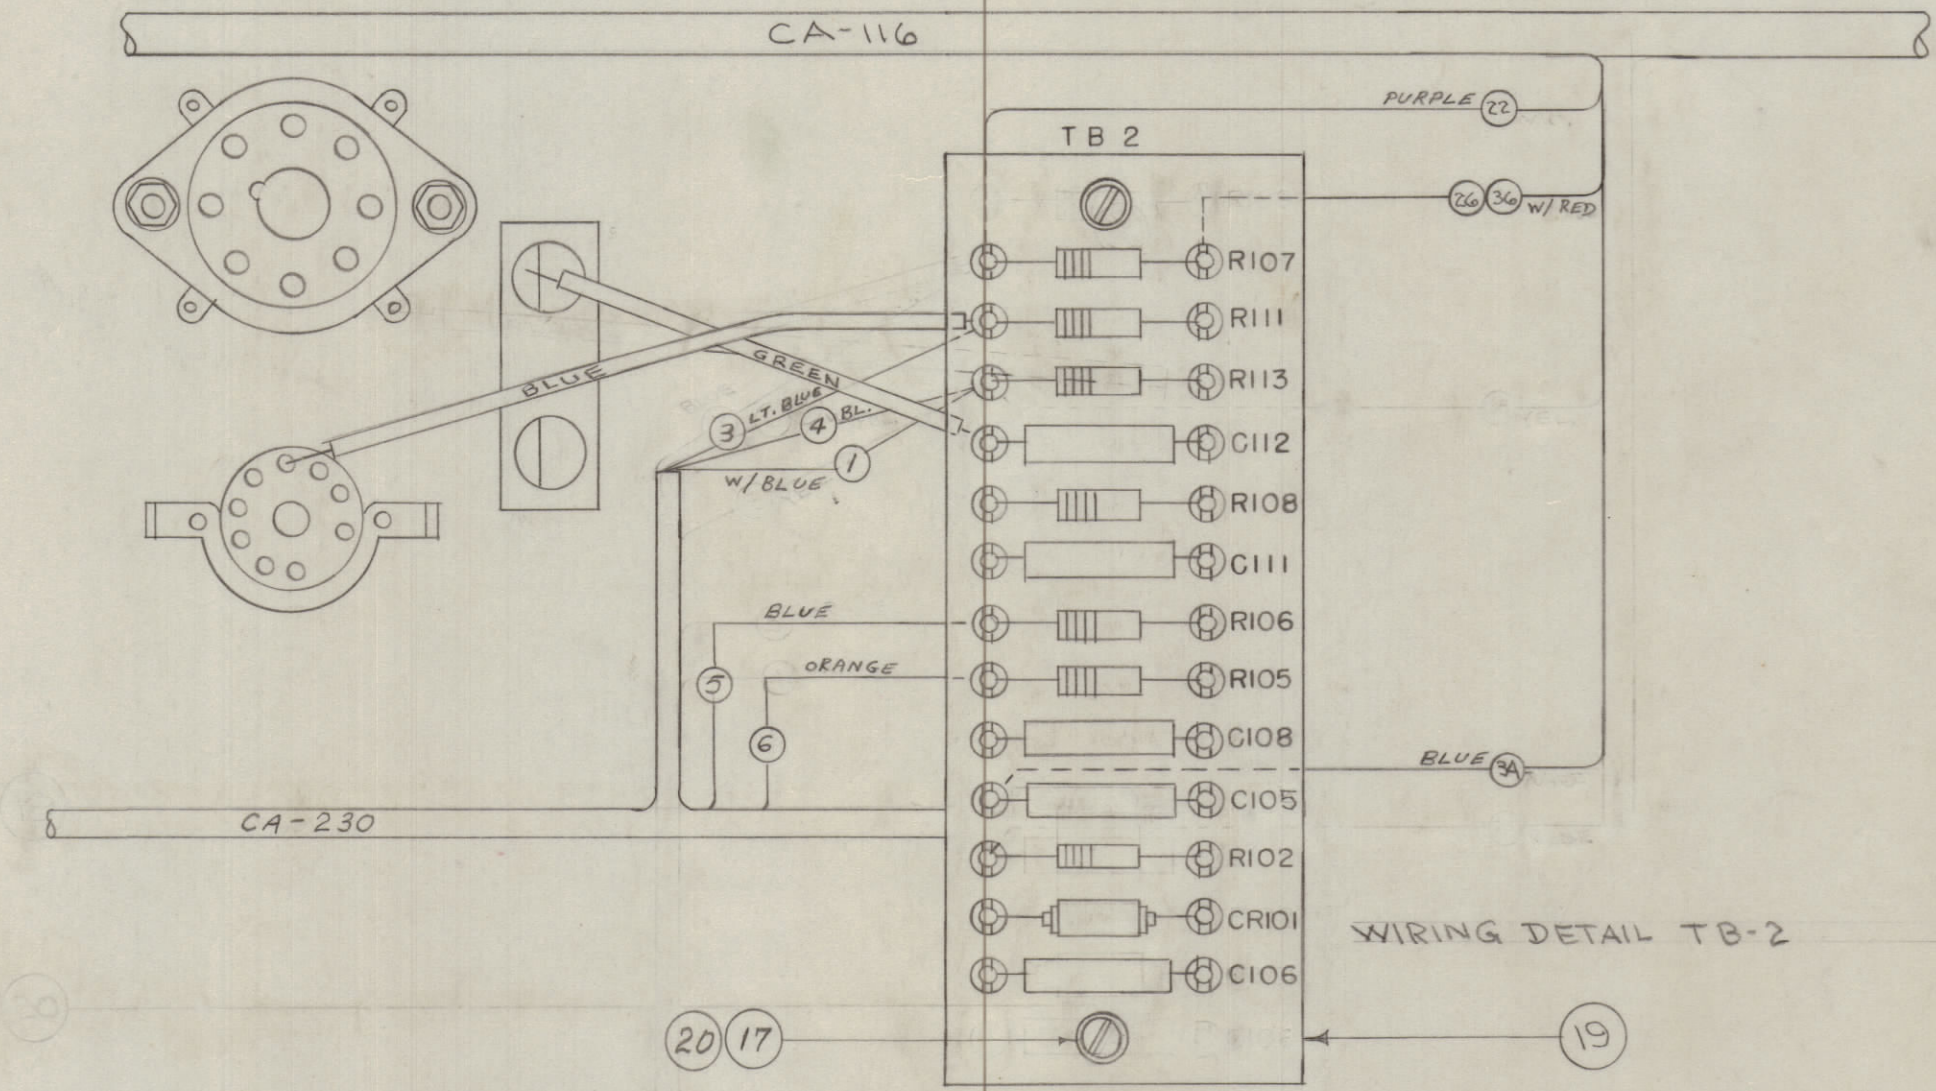 CA-116
PURPLE 22
TB 2
26 36 W/ RED
R107
R111
BLUE
GREEN
R113
3 LT. BLUE
4 BL.
C112
1
W/ BLUE
R108
C111
BLUE
R106
ORANGE
R105
5
6
C108
BLUE 3A
C105
CA-230
R102
CR101
WIRING DETAIL TB-2
C106
20 17
19